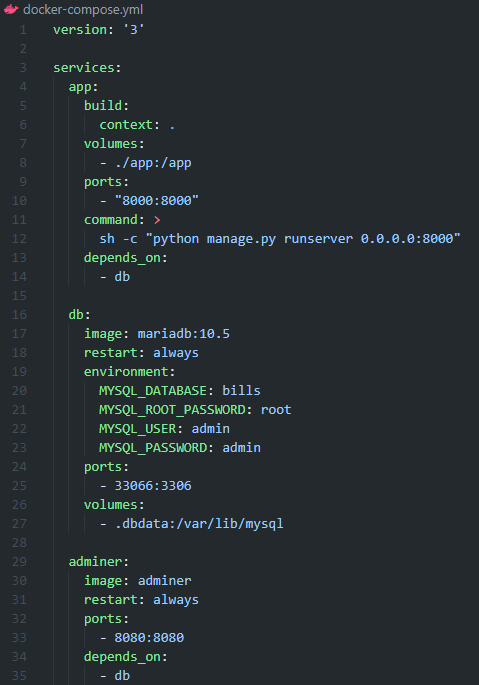 docker-compose.yml
1 version: '3'
2
3 services:
4   app:
5     build:
6       context: .
7     volumes:
8       - ./app:/app
9     ports:
10       - "8000:8000"
11     command: >
12       sh -c "python manage.py runserver 0.0.0.0:8000"
13     depends_on:
14       - db
15
16   db:
17     image: mariadb:10.5
18     restart: always
19     environment:
20       MYSQL_DATABASE: bills
21       MYSQL_ROOT_PASSWORD: root
22       MYSQL_USER: admin
23       MYSQL_PASSWORD: admin
24     ports:
25       - 33066:3306
26     volumes:
27       - .dbdata:/var/lib/mysql
28
29   adminer:
30     image: adminer
31     restart: always
32     ports:
33       - 8080:8080
34     depends_on:
35       - db